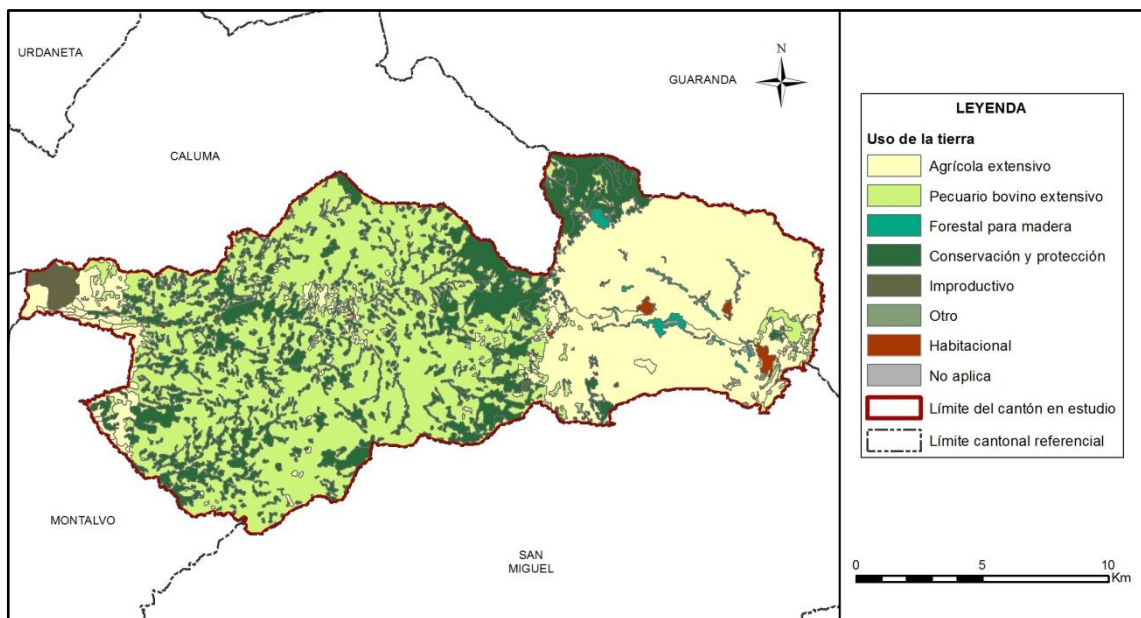 URDANETA
N
GUARANDA
CALUMA
MONTALVO
SAN
MIGUEL
LEYENDA
Uso de la tierra
Agrícola extensivo
Pecuario bovino extensivo
Forestal para madera
Conservación y protección
Improductivo
Otro
Habitacional
No aplica
Límite del cantón en estudio
Límite cantonal referencial
0 5 10
Km